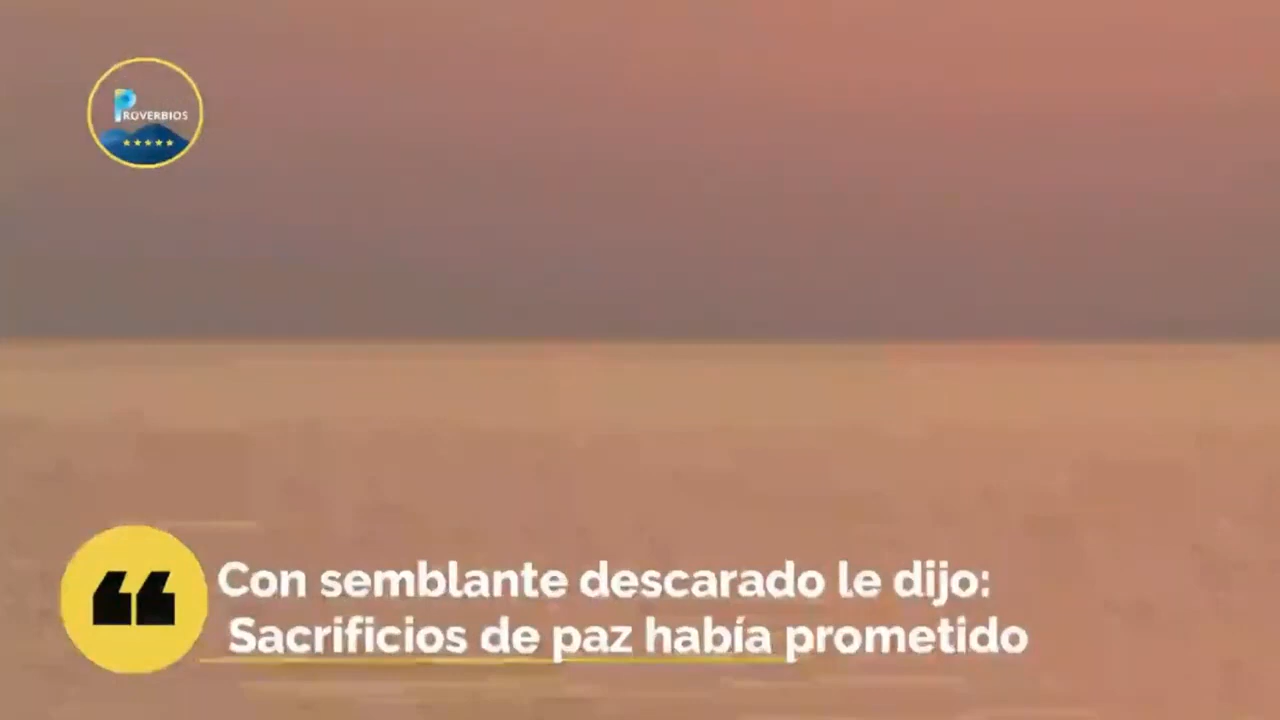 PROVERBIOS
Con semblante descarado le dijo:
Sacrificios de paz había prometido